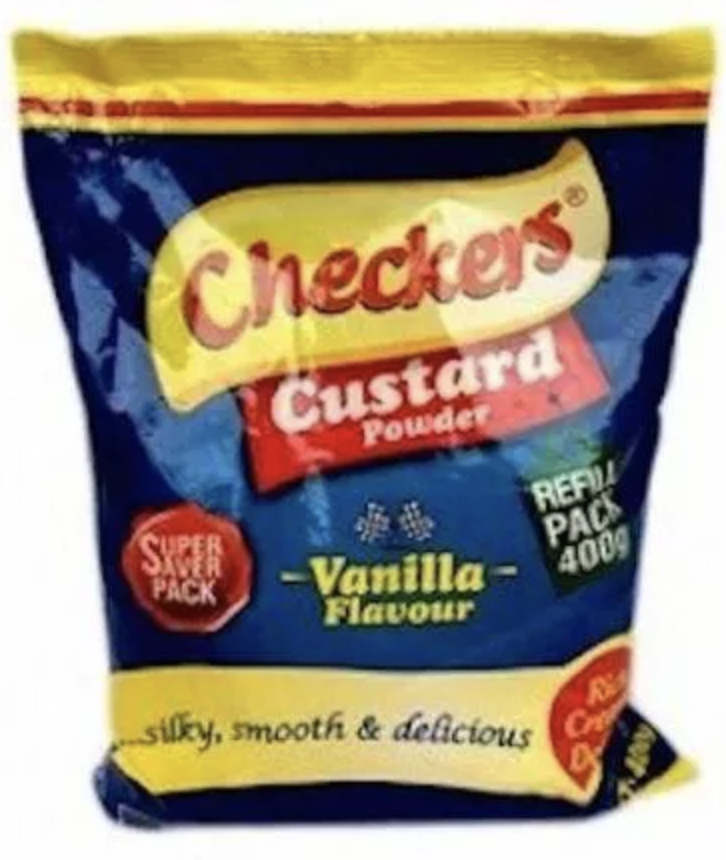 Checkers®
Custard
Powder
REFILL
PACK
400g
SUPER
SAVER
PACK
-Vanilla-
Flavour
...silky, smooth & delicious